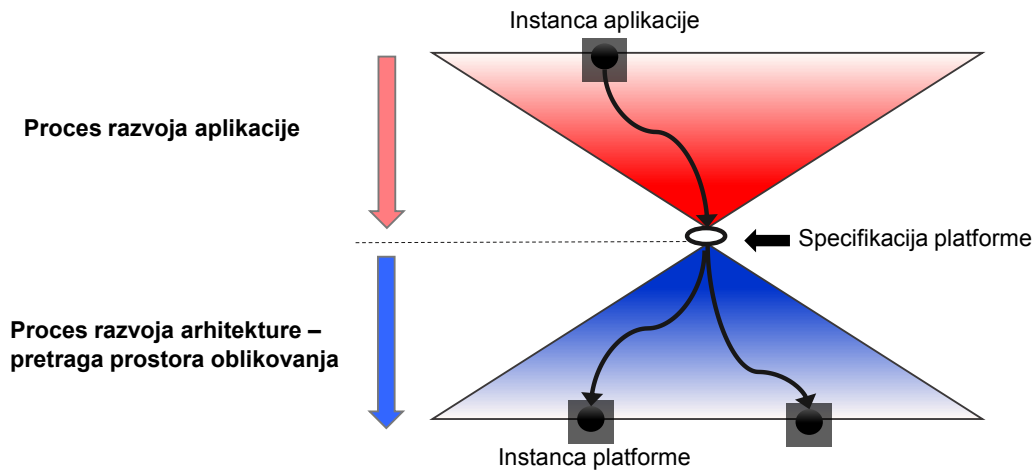 Instanca aplikacije
Proces razvoja aplikacije
Specifikacija platforme
Proces razvoja arhitekture –
pretraga prostora oblikovanja
Instanca platforme